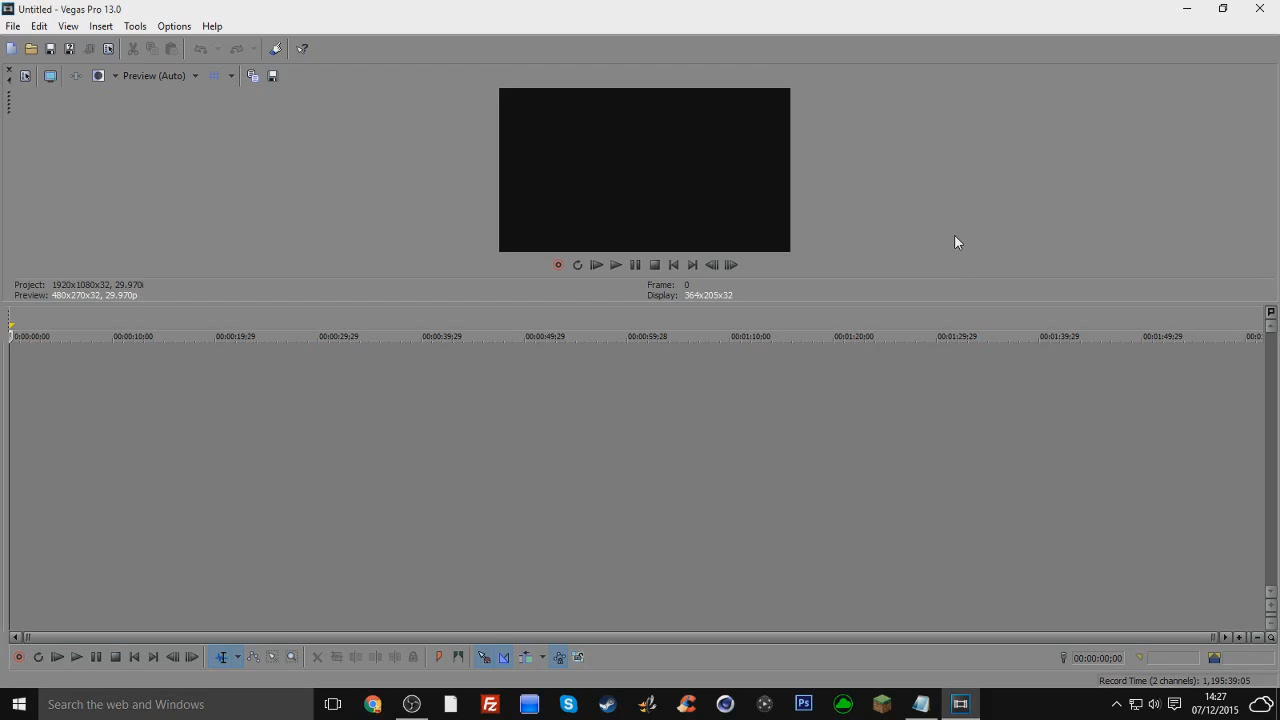 Untitled - Vegas Pro 13.0
File Edit View Insert Tools Options Help
Preview (Auto)
Project: 1920x1080x32, 29.970i
Preview: 480x270x32, 29.970p
Frame: 0
Display: 364x205x32
00:00:00;00 00:00:10;00 00:00:19;29 00:00:29;29 00:00:39;29 00:00:49;29 00:00:59;28 00:01:10;00 00:01:20;00 00:01:29;29 00:01:39;29 00:01:49;29
00:00:00;00
Record Time (2 channels): 1,195:39:05
Search the web and Windows
14:27
07/12/2015